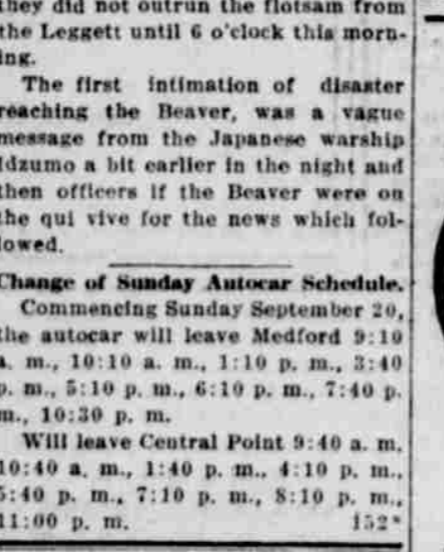 they did not outrun the flotsam from
the Leggett until 6 o'clock this morn-
ing.
The first intimation of disaster
reaching the Beaver, was a vague
message from the Japanese warship
Idzumo a bit earlier in the night and
then officers if the Beaver were on
the qui vive for the news which fol-
lowed.
Change of Sunday Autocar Schedule.
Commencing Sunday September 20,
the autocar will leave Medford 9:10
a. m., 10:10 a. m., 1:10 p. m., 3:40
p. m., 5:10 p. m., 6:10 p. m., 7:40 p.
m., 10:30 p. m.
Will leave Central Point 9:40 a. m.
10:40 a. m., 1:40 p. m., 4:10 p. m.,
5:40 p. m., 7:10 p. m., 8:10 p. m.,
11:00 p. m. 152*